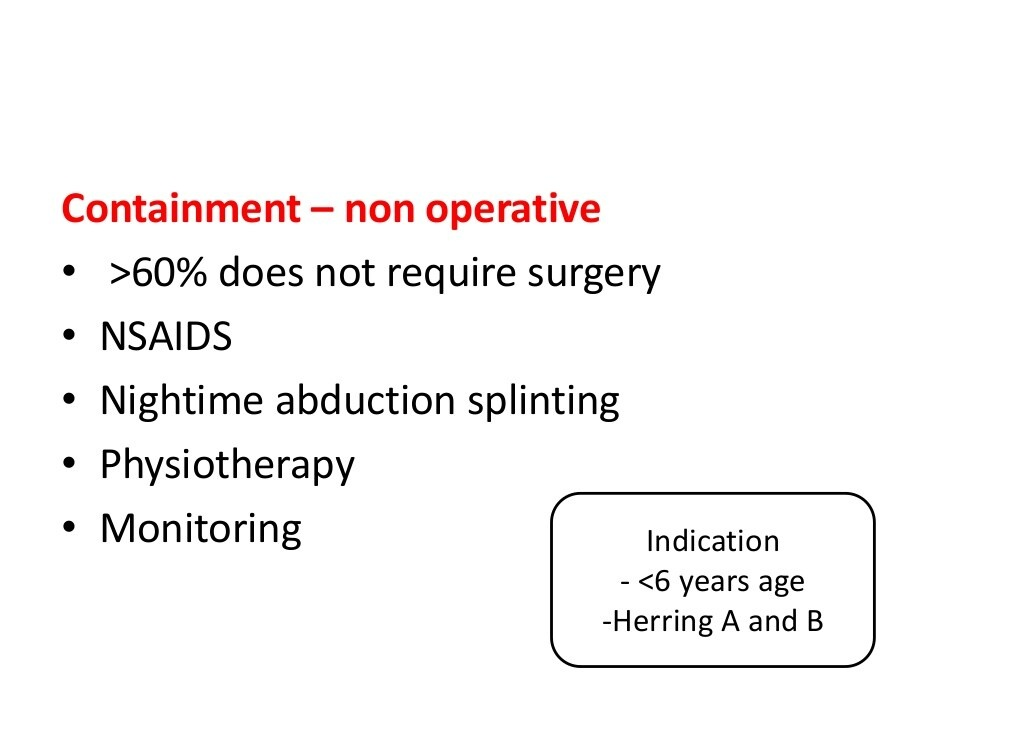 Containment – non operative
• >60% does not require surgery
• NSAIDS
• Nightime abduction splinting
• Physiotherapy
• Monitoring
Indication
- <6 years age
-Herring A and B